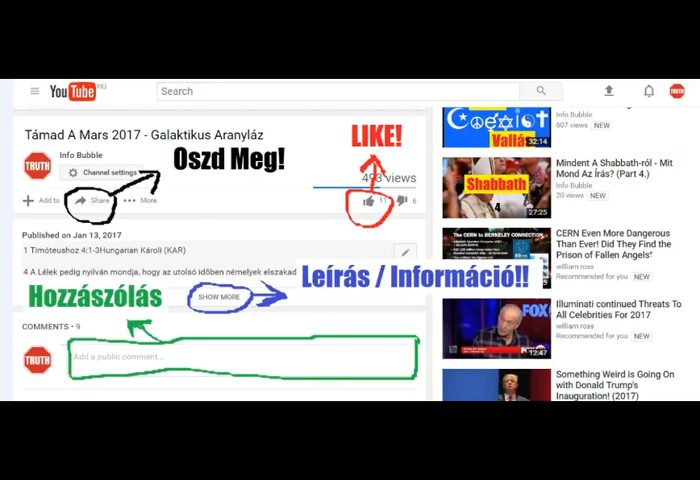 YouTube HU
Search
TRUTH
Támad A Mars 2017 - Galaktikus Aranyláz
TRUTH
Info Bubble
Channel settings
Oszd Meg!
LIKE!
493 views
Add to
Share
More
11
6
Published on Jan 13, 2017
1 Timóteushoz 4:1-3Hungarian Károli (KAR)
4 A Lélek pedig nyilván mondja, hogy az utolsó időben némelyek elszakad
Leírás / Információ!!
Hozzászólás
SHOW MORE
COMMENTS • 9
TRUTH
Add a public comment...
COEXIST
Vallás
32:14
Info Bubble
607 views NEW
Shabbath
4
27:25
Mindent A Shabbath-ról - Mit
Mond Az Írás? (Part 4.)
Info Bubble
20 views NEW
The CERN to BERKELEY CONNECTION
CERN Even More Dangerous
Than Ever! Did They Find the
Prison of Fallen Angels"
william ross
Recommended for you NEW
FOX
12:47
Illuminati continued Threats To
All Celebrities For 2017
william ross
Recommended for you NEW
Something Weird is Going On
with Donald Trump's
Inauguration! (2017)